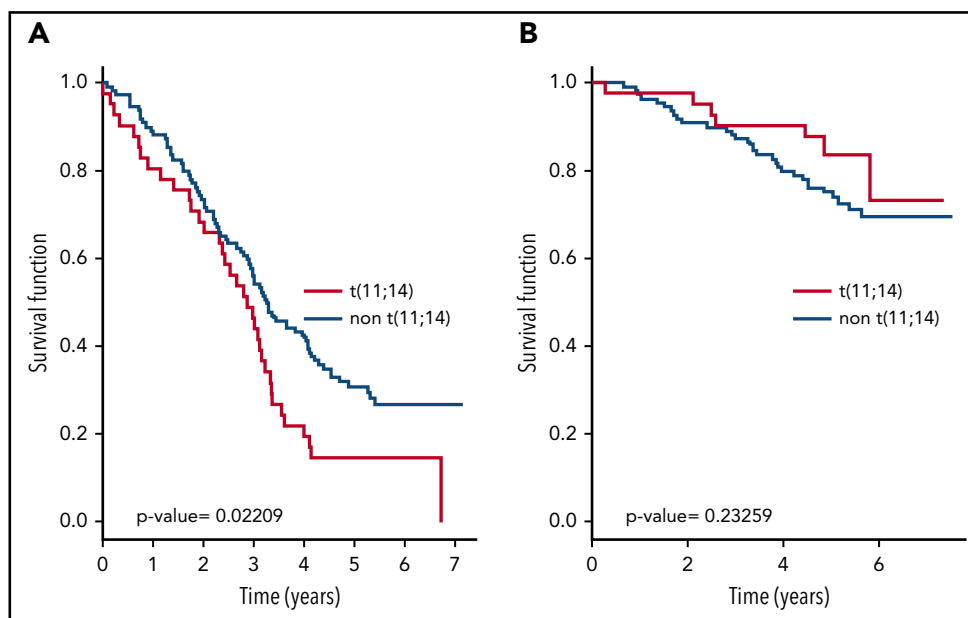 A
1.0
0.8
0.6
0.4
0.2
0.0
Survival function
t(11;14)
non t(11;14)
p-value= 0.02209
0 1 2 3 4 5 6 7
Time (years)
B
1.0
0.8
0.6
0.4
0.2
0.0
Survival function
t(11;14)
non t(11;14)
p-value= 0.23259
0 2 4 6
Time (years)